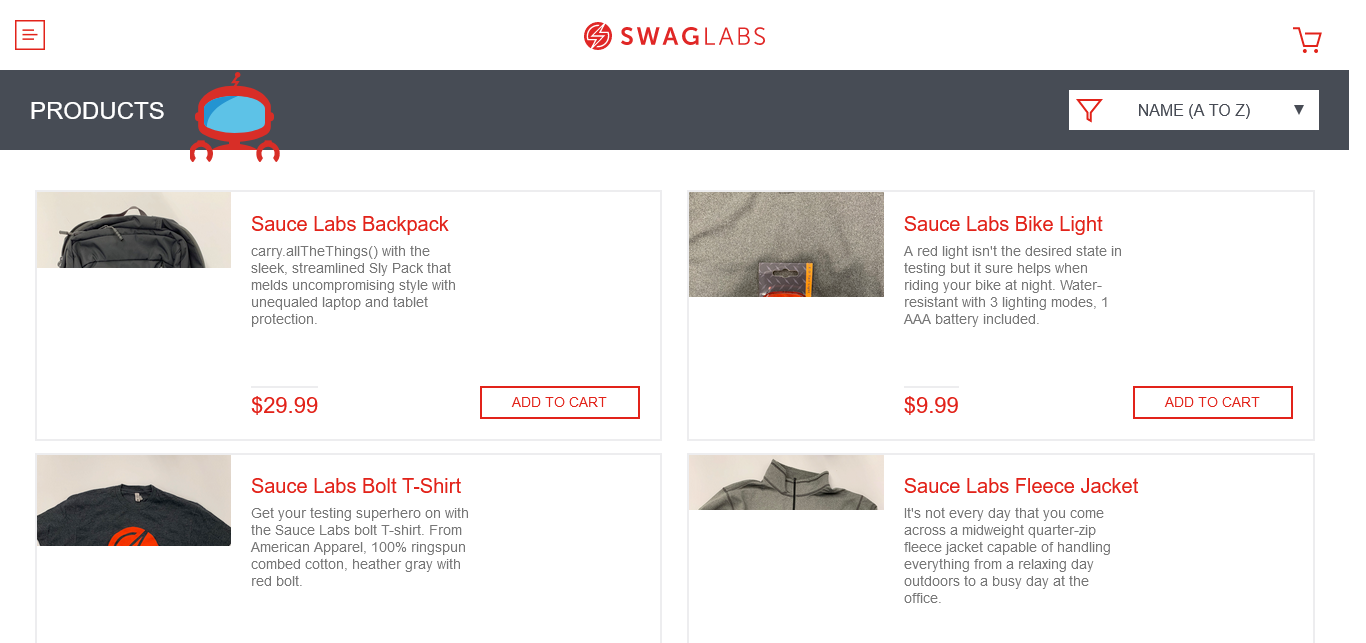 SWAGLABS
PRODUCTS
NAME (A TO Z)
Sauce Labs Backpack
carry.allTheThings() with the
sleek, streamlined Sly Pack that
melds uncompromising style with
unequaled laptop and tablet
protection.
$29.99
ADD TO CART
Sauce Labs Bike Light
A red light isn't the desired state in
testing but it sure helps when
riding your bike at night. Water-
resistant with 3 lighting modes, 1
AAA battery included.
$9.99
ADD TO CART
Sauce Labs Bolt T-Shirt
Get your testing superhero on with
the Sauce Labs bolt T-shirt. From
American Apparel, 100% ringspun
combed cotton, heather gray with
red bolt.
Sauce Labs Fleece Jacket
It's not every day that you come
across a midweight quarter-zip
fleece jacket capable of handling
everything from a relaxing day
outdoors to a busy day at the
office.